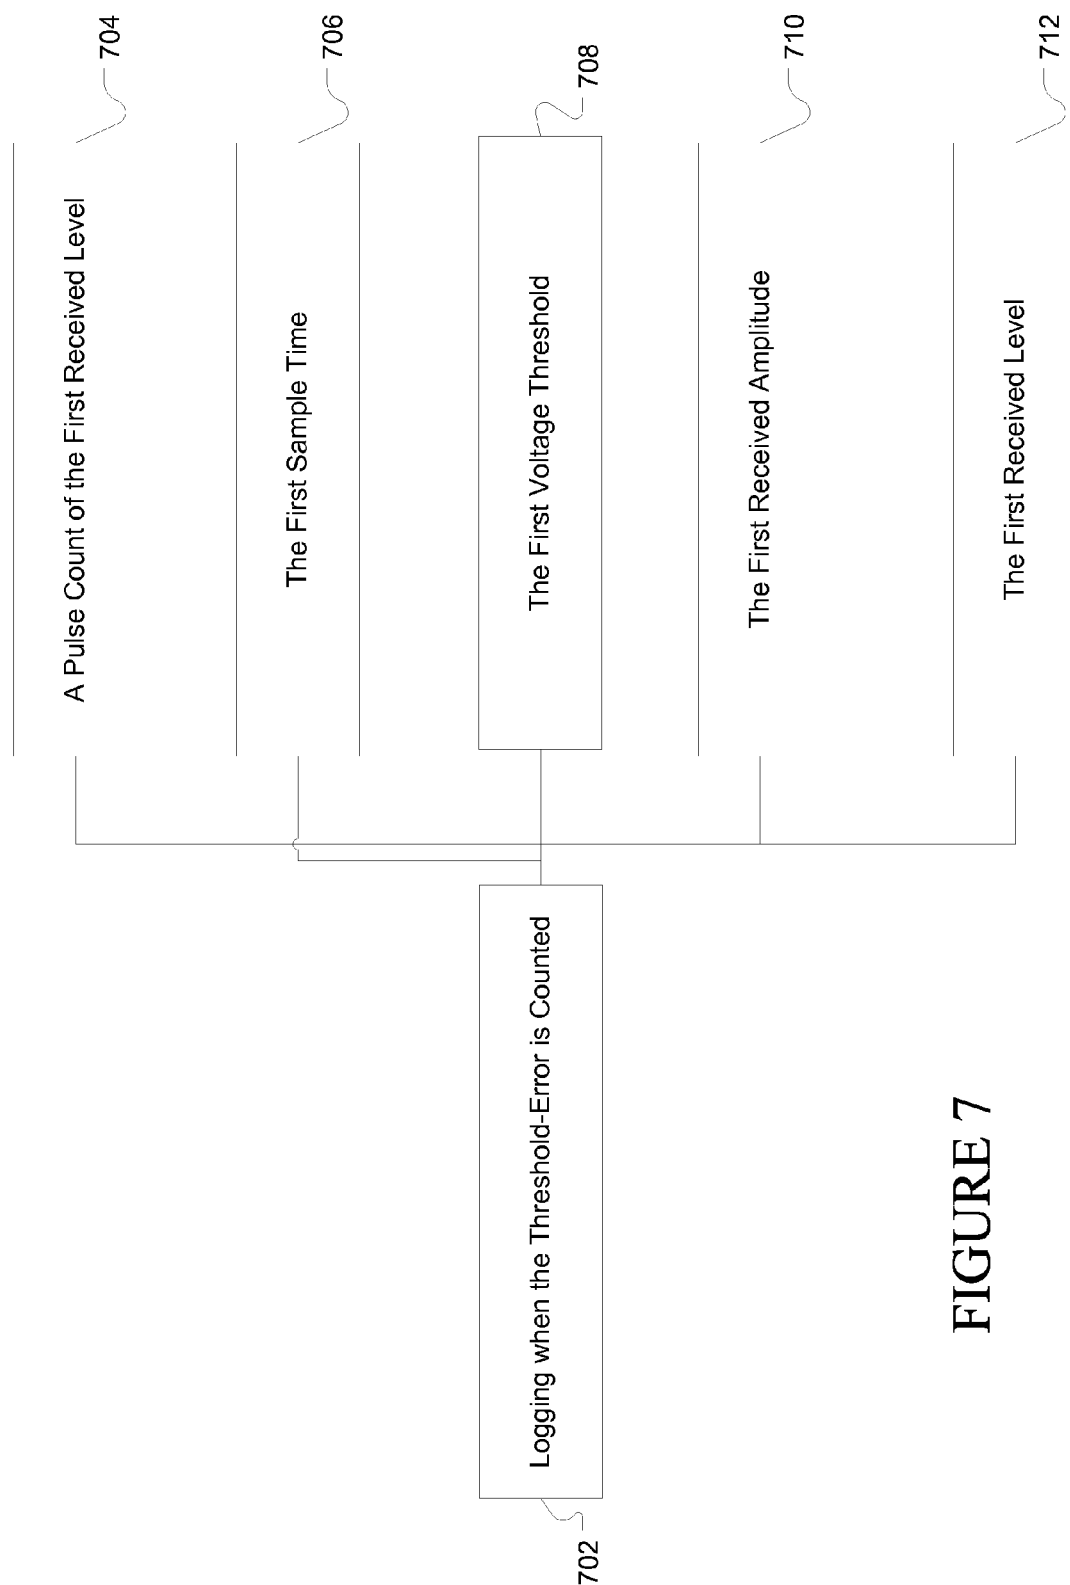 702
Logging when the Threshold-Error is Counted
A Pulse Count of the First Received Level
704
The First Sample Time
706
The First Voltage Threshold
708
The First Received Amplitude
710
The First Received Level
712
FIGURE 7